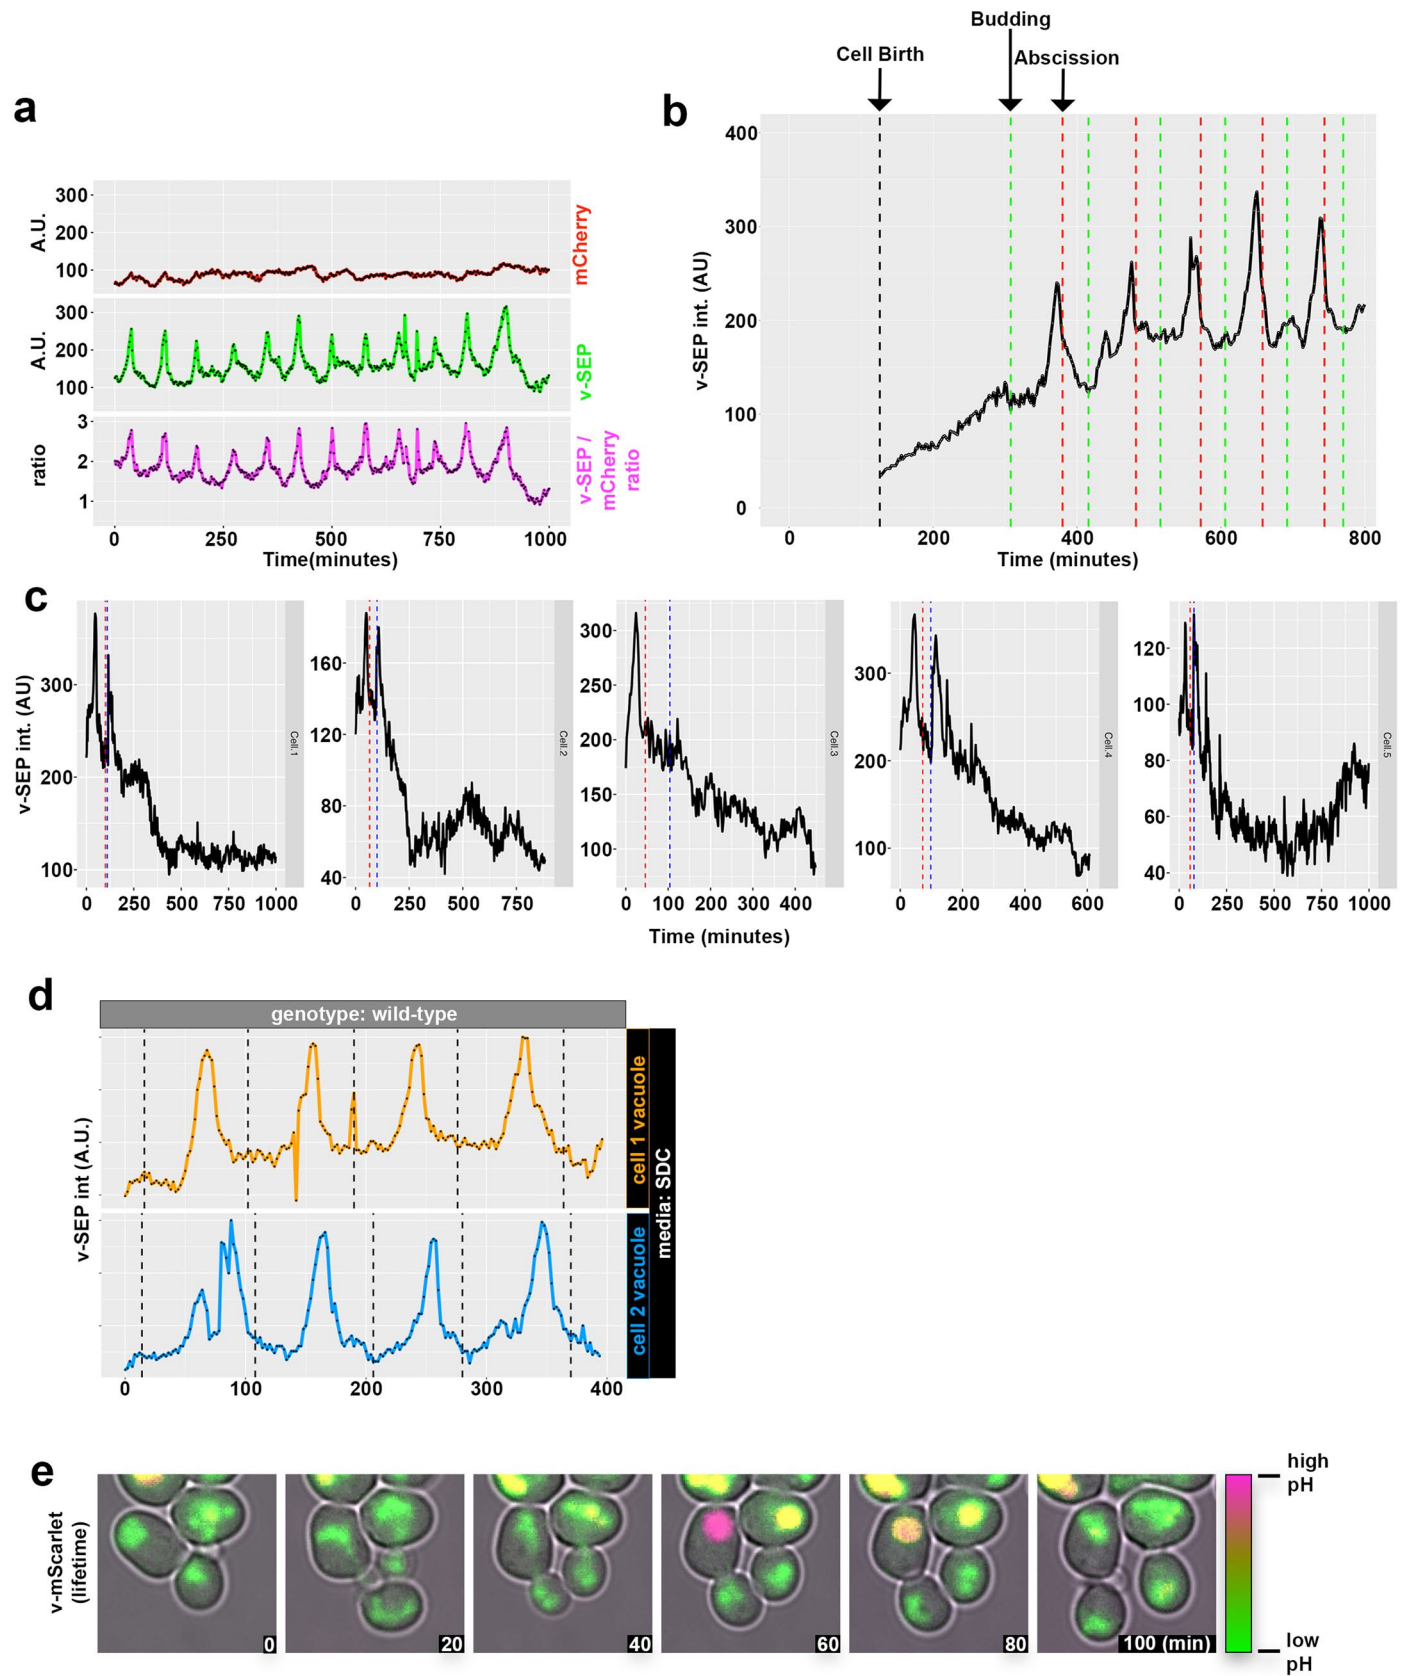 Budding
Cell Birth
Abscission
a
b
300
200
100
A.U.
mCherry
300
200
100
A.U.
v-SEP
3
2
1
ratio
v-SEP /
mCherry
ratio
0 250 500 750 1000
Time(minutes)
400
300
200
100
0
v-SEP int. (AU)
0 200 400 600 800
Time (minutes)
c
v-SEP int. (AU)
300
200
100
0 250 500 750 1000
Cell.1
160
120
80
40
0 250 500 750
Cell.2
300
250
200
150
100
0 100 200 300 400
Cell.3
300
200
100
0 200 400 600
Cell.4
120
100
80
60
40
0 250 500 750 1000
Cell.5
Time (minutes)
d
genotype: wild-type
v-SEP int (A.U.)
cell 1 vacuole
cell 2 vacuole
media: SDC
0 100 200 300 400
e
v-mScarlet
(lifetime)
0
20
40
60
80
100 (min)
high
pH
low
pH